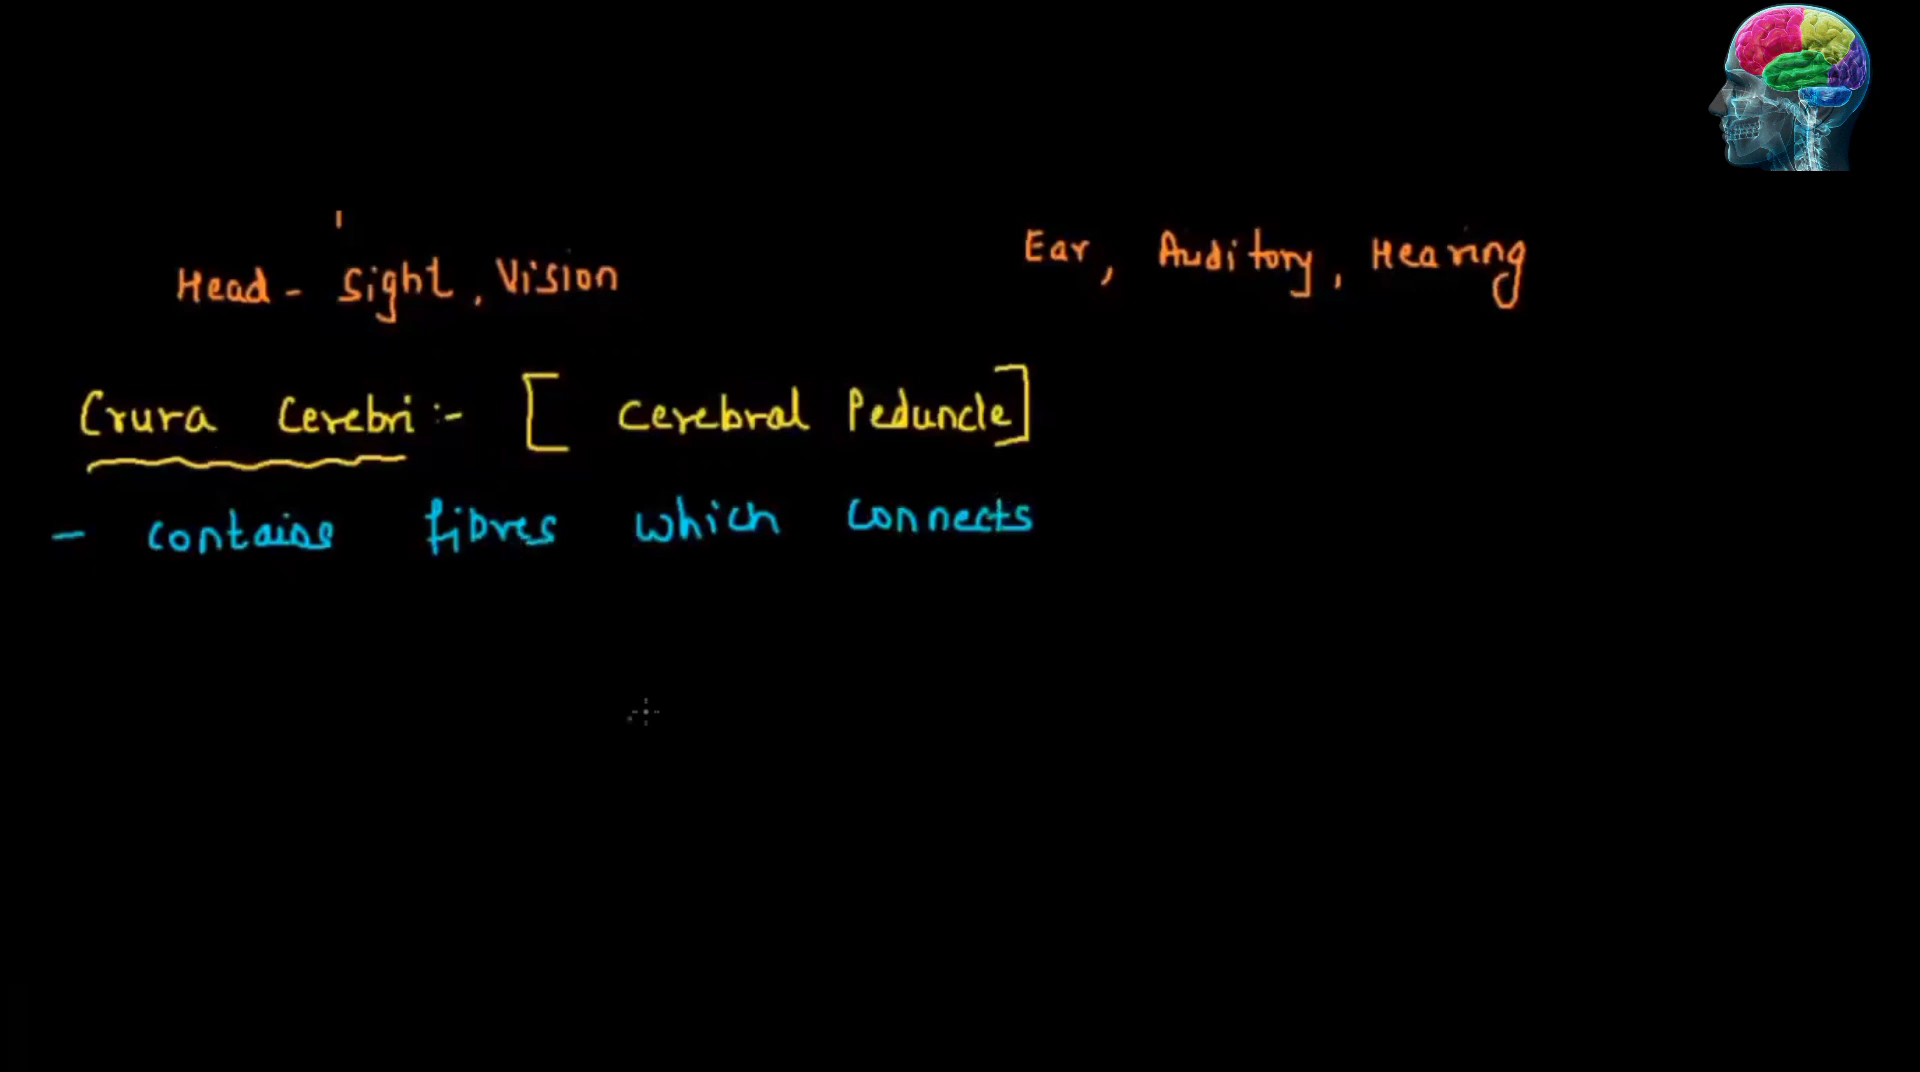 Head - Sight, Vision
Ear, Auditory, Hearing
Crura Cerebri :- [ Cerebral Peduncle]
- contains fibres which connects